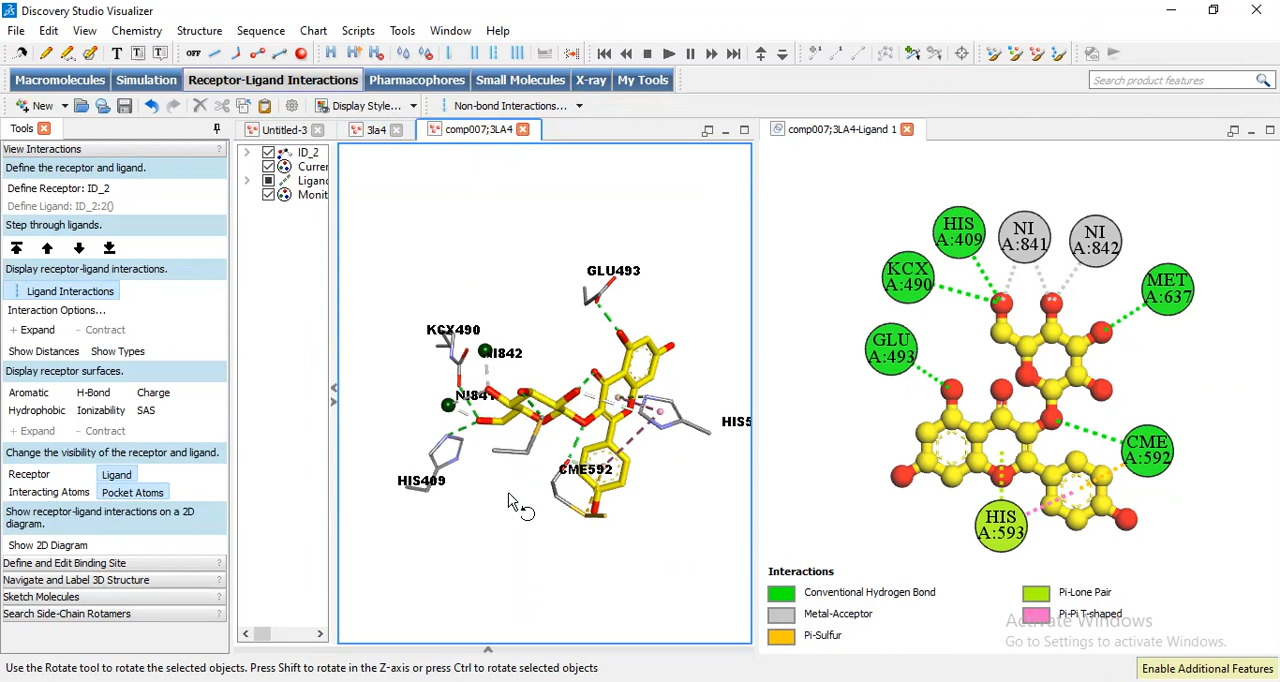 Discovery Studio Visualizer
File Edit View Chemistry Structure Sequence Chart Scripts Tools Window Help
OFF
Macromolecules Simulation Receptor-Ligand Interactions Pharmacophores Small Molecules X-ray My Tools
Search product features
New Display Style... Non-bond Interactions...
Tools
View Interactions ?
Define the receptor and ligand.
Define Receptor: ID_2
Define Ligand: ID_2:2()
Step through ligands.
Display receptor-ligand interactions.
Ligand Interactions
Interaction Options...
+ Expand - Contract
Show Distances Show Types
Display receptor surfaces.
Aromatic H-Bond Charge
Hydrophobic Ionizability SAS
+ Expand - Contract
Change the visibility of the receptor and ligand.
Receptor Ligand
Interacting Atoms Pocket Atoms
Show receptor-ligand interactions on a 2D
diagram.
Show 2D Diagram
Define and Edit Binding Site ?
Navigate and Label 3D Structure ?
Sketch Molecules ?
Search Side-Chain Rotamers ?
Untitled-3 3la4 comp007;3LA4
ID_2
Currer
Ligand
Monit
GLU493
KCX490
NI842
NI841
HIS5
CME592
HIS409
comp007;3LA4-Ligand 1
HIS
A:409
NI
A:841
NI
A:842
KCX
A:490
MET
A:637
GLU
A:493
CME
A:592
HIS
A:593
Interactions
Conventional Hydrogen Bond
Metal-Acceptor
Pi-Sulfur
Pi-Lone Pair
Pi-Pi T-shaped
Activate Windows
Go to Settings to activate Windows.
Use the Rotate tool to rotate the selected objects. Press Shift to rotate in the Z-axis or press Ctrl to rotate selected objects
Enable Additional Features